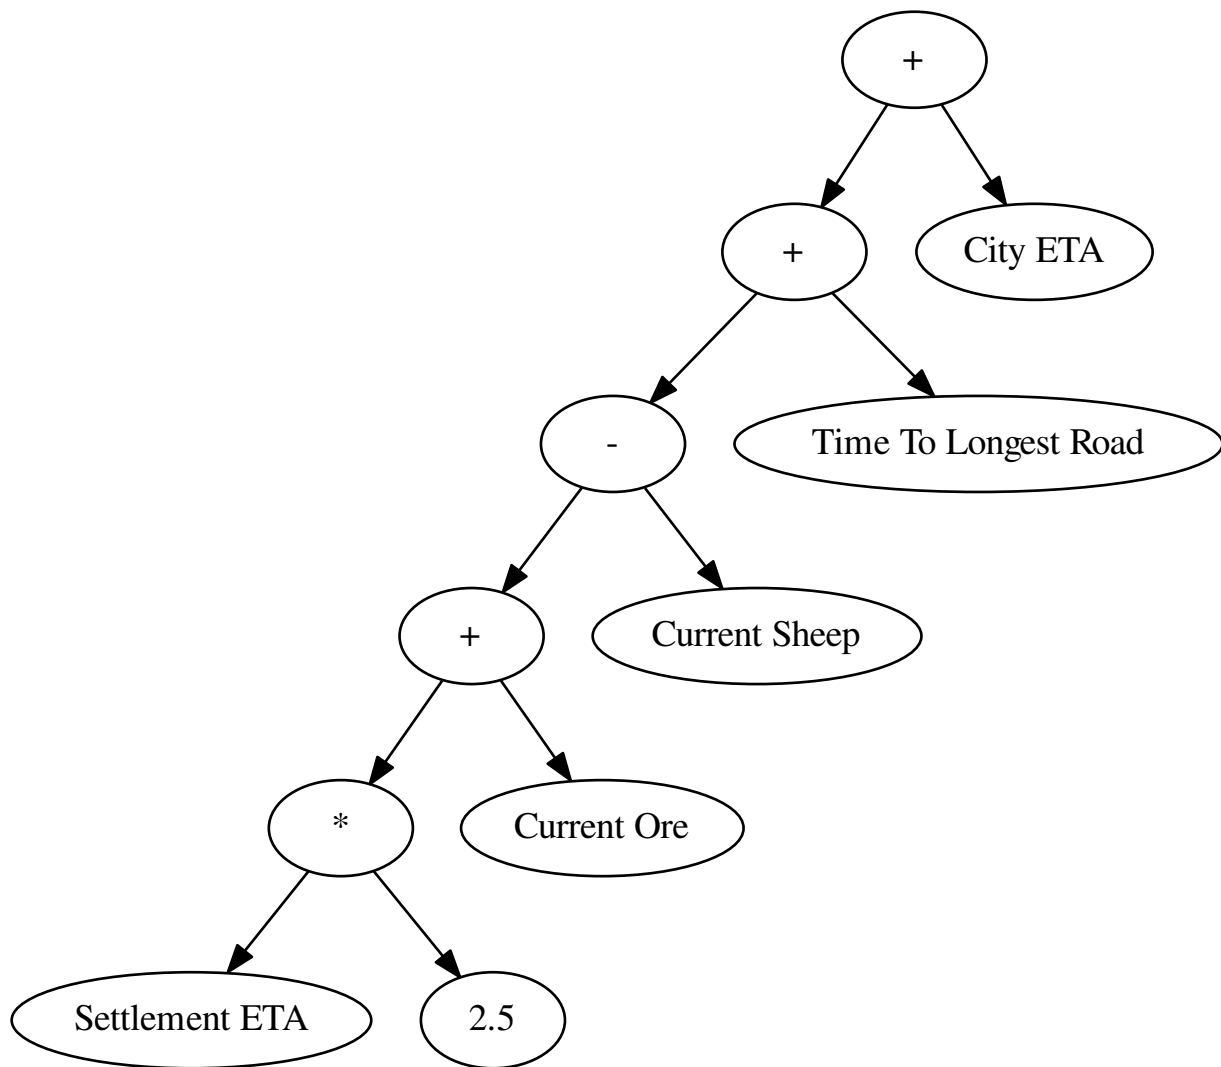 +
+
City ETA
-
Time To Longest Road
+
Current Sheep
*
Current Ore
Settlement ETA
2.5